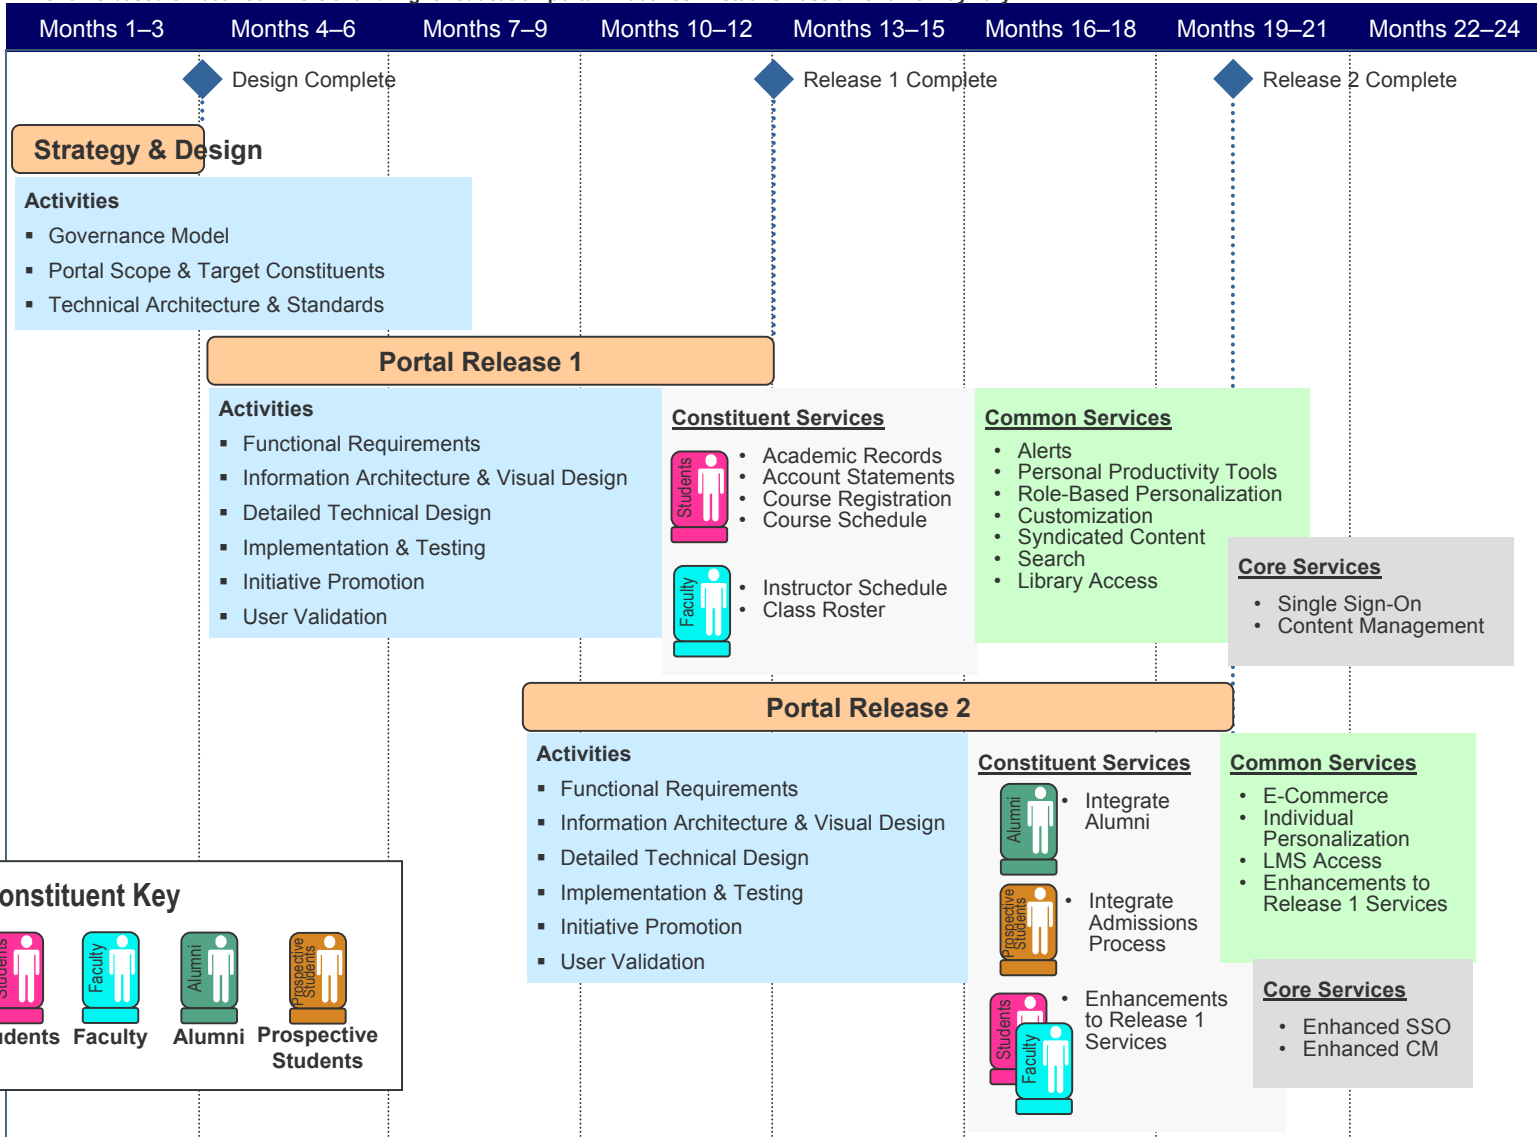 Months 1–3 Months 4–6 Months 7–9 Months 10–12 Months 13–15 Months 16–18 Months 19–21 Months 22–24
Design Complete Release 1 Complete Release 2 Complete
Strategy & Design
Activities
▪ Governance Model
▪ Portal Scope & Target Constituents
▪ Technical Architecture & Standards
Portal Release 1
Activities
▪ Functional Requirements
▪ Information Architecture & Visual Design
▪ Detailed Technical Design
▪ Implementation & Testing
▪ Initiative Promotion
▪ User Validation
Constituent Services
Students
• Academic Records
• Account Statements
• Course Registration
• Course Schedule
Faculty
• Instructor Schedule
• Class Roster
Common Services
• Alerts
• Personal Productivity Tools
• Role-Based Personalization
• Customization
• Syndicated Content
• Search
• Library Access
Core Services
• Single Sign-On
• Content Management
Portal Release 2
Activities
▪ Functional Requirements
▪ Information Architecture & Visual Design
▪ Detailed Technical Design
▪ Implementation & Testing
▪ Initiative Promotion
▪ User Validation
Constituent Services
Alumni
• Integrate
Alumni
Prospective
Students
• Integrate
Admissions
Process
Students
Faculty
• Enhancements
to Release 1
Services
Common Services
• E-Commerce
• Individual
Personalization
• LMS Access
• Enhancements to
Release 1 Services
Core Services
• Enhanced SSO
• Enhanced CM
onstituent Key
Students
Faculty
Alumni
Prospective
Students
udents Faculty Alumni Prospective
Students